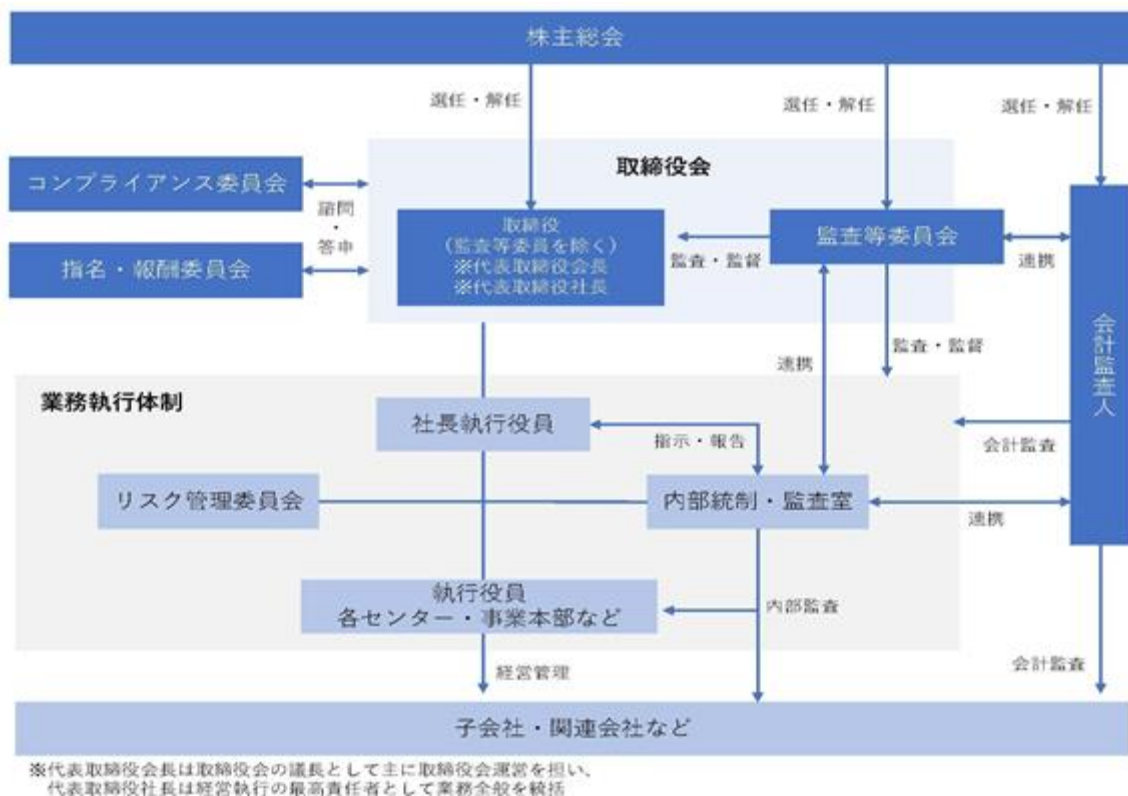 株主総会
選任・解任
選任・解任
選任・解任
取締役会
コンプライアンス委員会
諮問
・
答申
指名・報酬委員会
取締役
(監査等委員を除く)
※代表取締役会長
※代表取締役社長
監査・監督
監査等委員会
連携
会計監査人
連携
監査・監督
業務執行体制
社長執行役員
指示・報告
会計監査
リスク管理委員会
内部統制・監査室
連携
執行役員
各センター・事業本部など
内部監査
経営管理
会計監査
子会社・関連会社など
※代表取締役会長は取締役会の議長として主に取締役会運営を担い、
代表取締役社長は経営執行の最高責任者として業務全般を統括